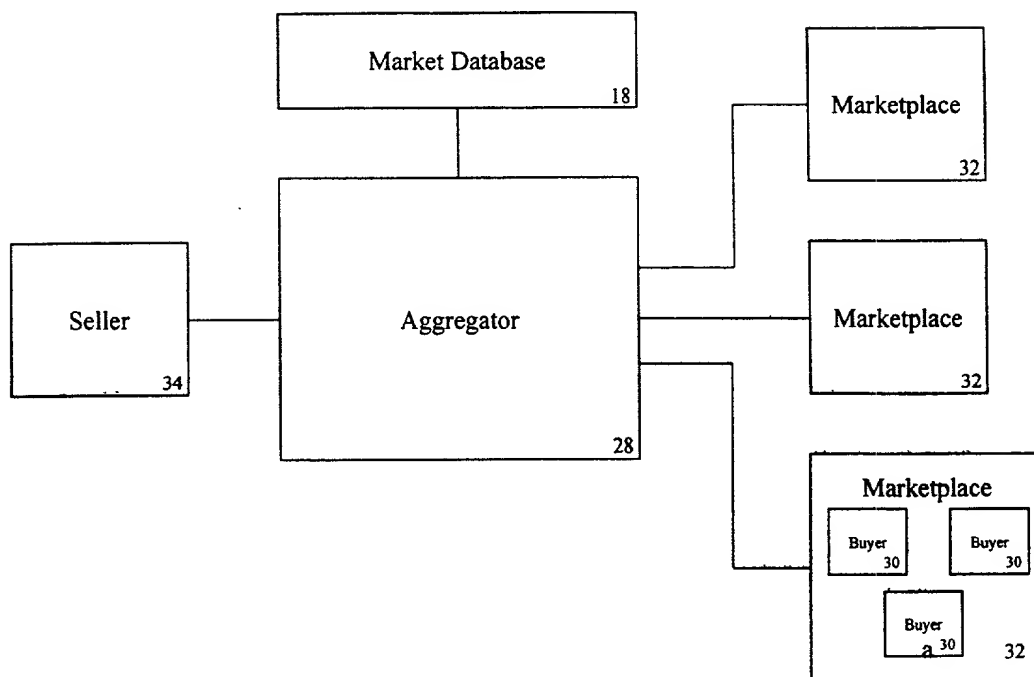 Market Database
18
Marketplace
32
Seller
34
Aggregator
28
Marketplace
32
Marketplace
Buyer
30
Buyer
30
Buyer
a 30
32